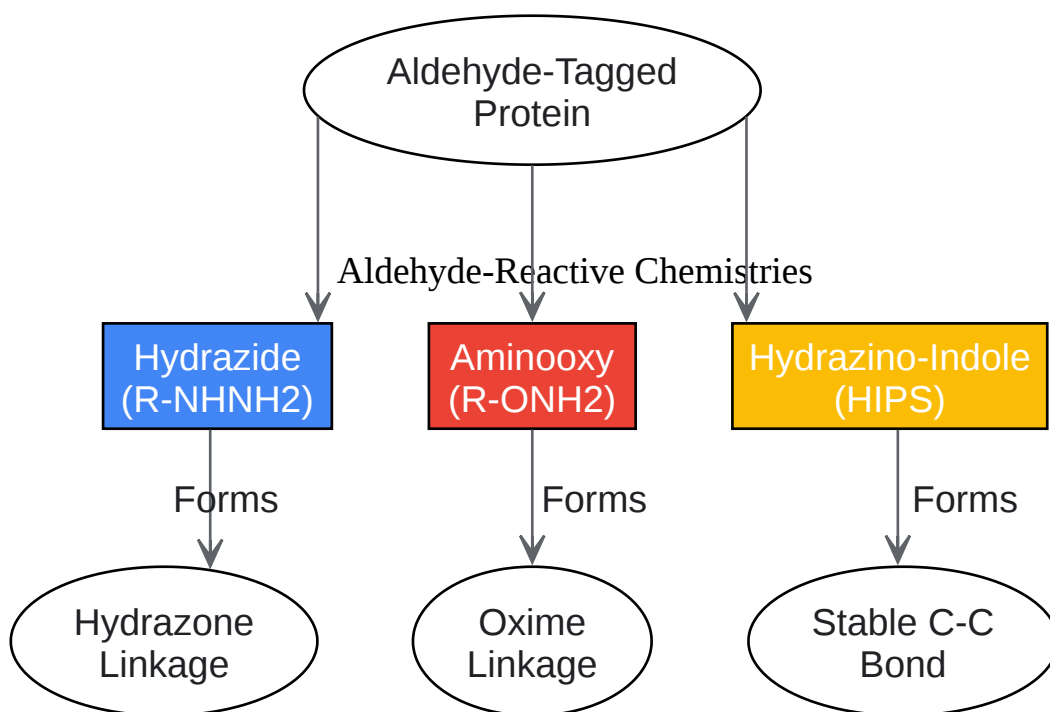 Aldehyde-Tagged
Protein
Aldehyde-Reactive Chemistries
Hydrazide
(R-NHNH2)
Aminooxy
(R-ONH2)
Hydrazino-Indole
(HIPS)
Forms
Forms
Forms
Hydrazone
Linkage
Oxime
Linkage
Stable C-C
Bond